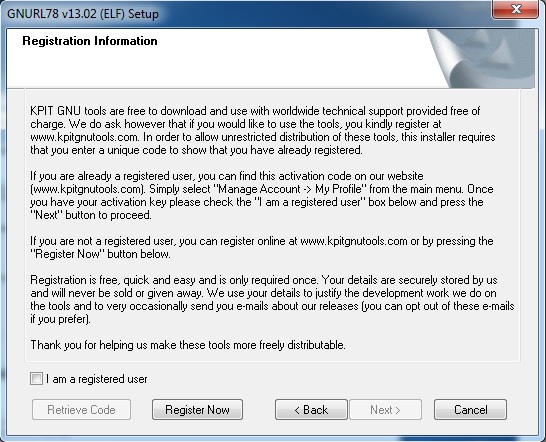 GNURL78 v13.02 (ELF) Setup
Registration Information
KPIT GNU tools are free to download and use with worldwide technical support provided free of
charge. We do ask however that if you would like to use the tools, you kindly register at
www.kpitgnutools.com. In order to allow unrestricted distribution of these tools, this installer requires
that you enter a unique code to show that you have already registered.
If you are already a registered user, you can find this activation code on our website
(www.kpitgnutools.com). Simply select "Manage Account -> My Profile" from the main menu. Once
you have your activation key please check the "I am a registered user" box below and press the
"Next" button to proceed.
If you are not a registered user, you can register online at www.kpitgnutools.com or by pressing the
"Register Now" button below.
Registration is free, quick and easy and is only required once. Your details are securely stored by us
and will never be sold or given away. We use your details to justify the development work we do on
the tools and to very occasionally send you e-mails about our releases (you can opt out of these e-mails
if you prefer).
Thank you for helping us make these tools more freely distributable.
I am a registered user
Retrieve Code Register Now < Back Next > Cancel